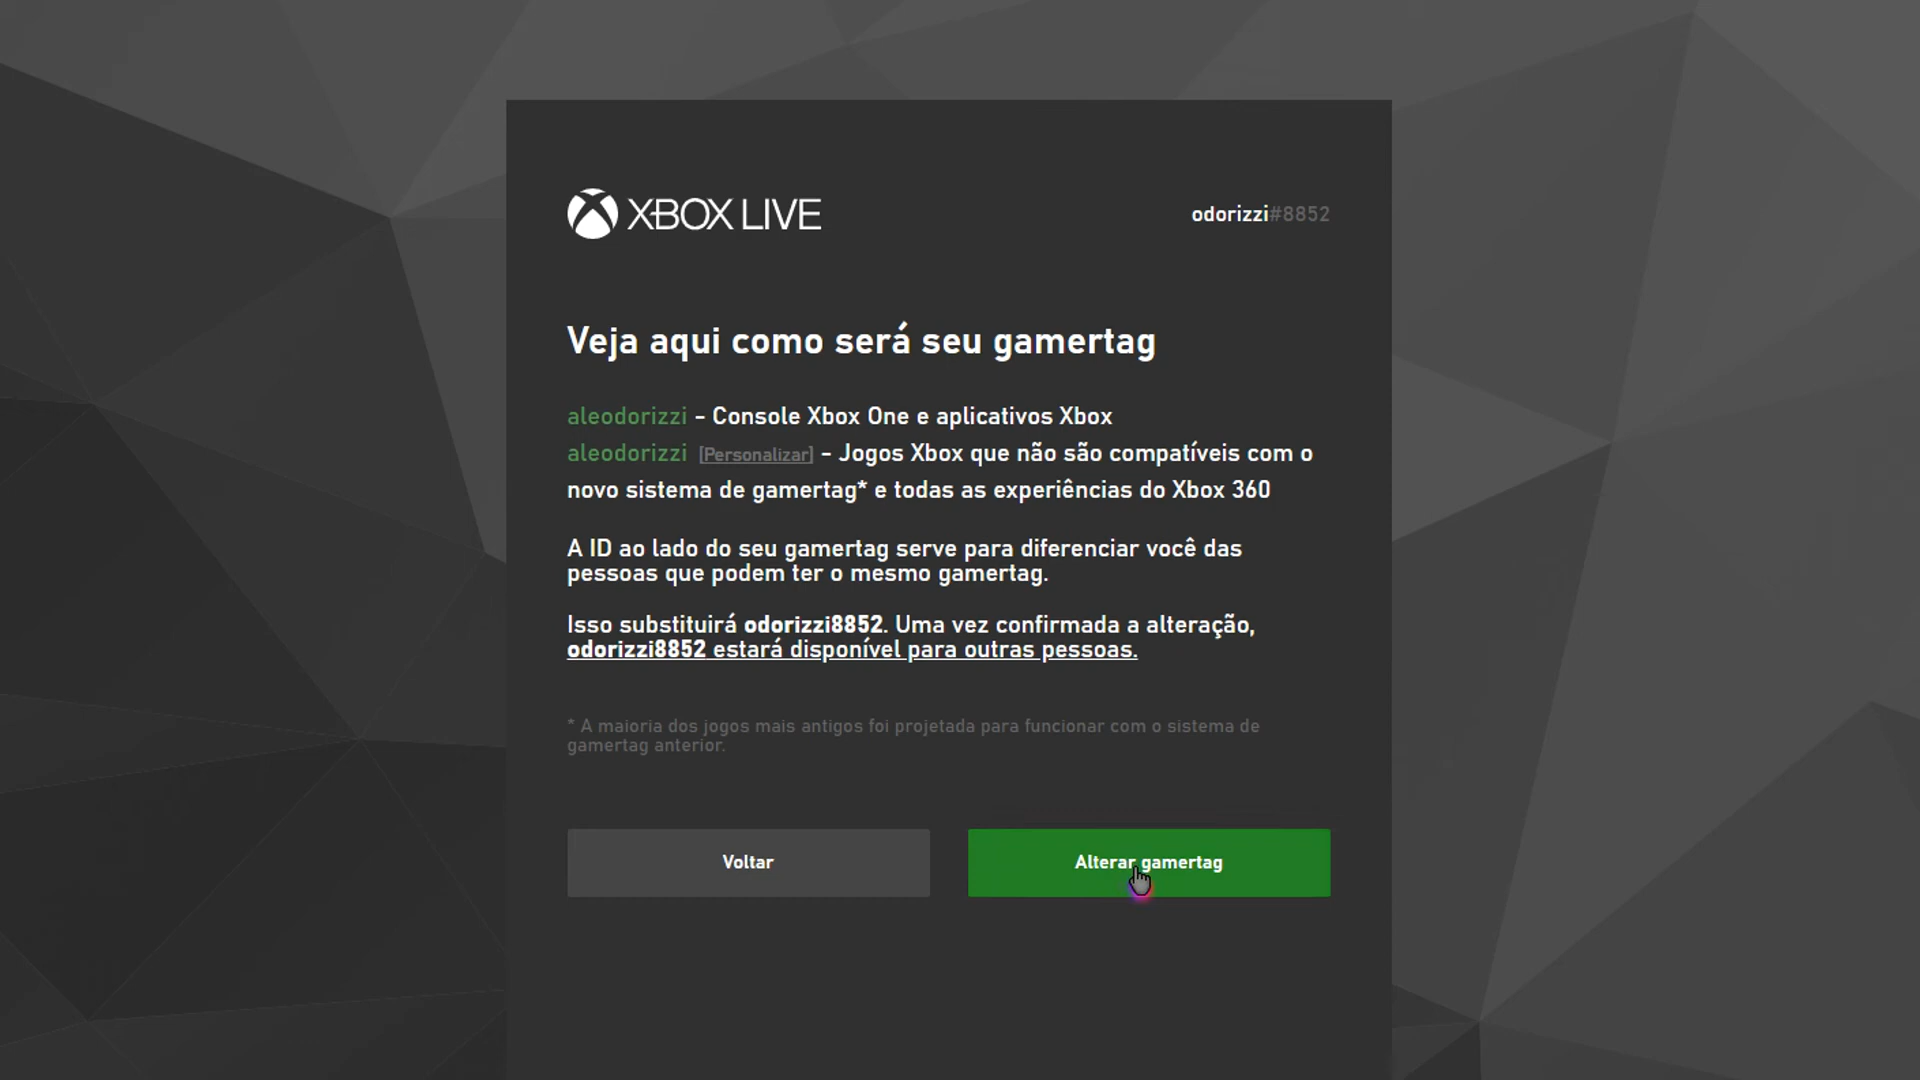 XBOX LIVE
odorizzi#8852
Veja aqui como será seu gamertag
aleodorizzi - Console Xbox One e aplicativos Xbox
aleodorizzi [Personalizar] - Jogos Xbox que não são compatíveis com o
novo sistema de gamertag* e todas as experiências do Xbox 360
A ID ao lado do seu gamertag serve para diferenciar você das
pessoas que podem ter o mesmo gamertag.
Isso substituirá odorizzi8852. Uma vez confirmada a alteração,
odorizzi8852 estará disponível para outras pessoas.
* A maioria dos jogos mais antigos foi projetada para funcionar com o sistema de
gamertag anterior.
Voltar
Alterar gamertag